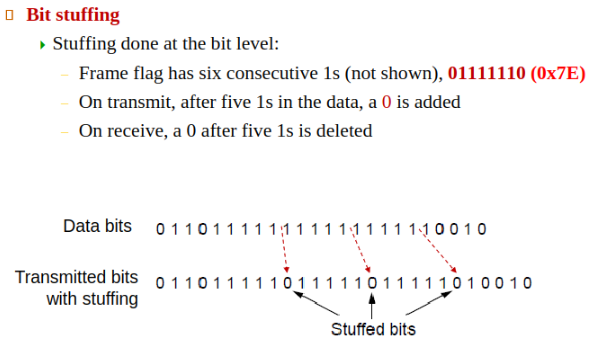 Bit stuffing
Stuffing done at the bit level:
– Frame flag has six consecutive 1s (not shown), 01111110 (0x7E)
– On transmit, after five 1s in the data, a 0 is added
– On receive, a 0 after five 1s is deleted
Data bits 0 1 1 0 1 1 1 1 1 1 1 1 1 1 1 1 1 1 1 1 0 0 1 0
Transmitted bits 0 1 1 0 1 1 1 1 1 0 1 1 1 1 1 0 1 1 1 1 1 0 1 0 0 1 0
with stuffing
Stuffed bits